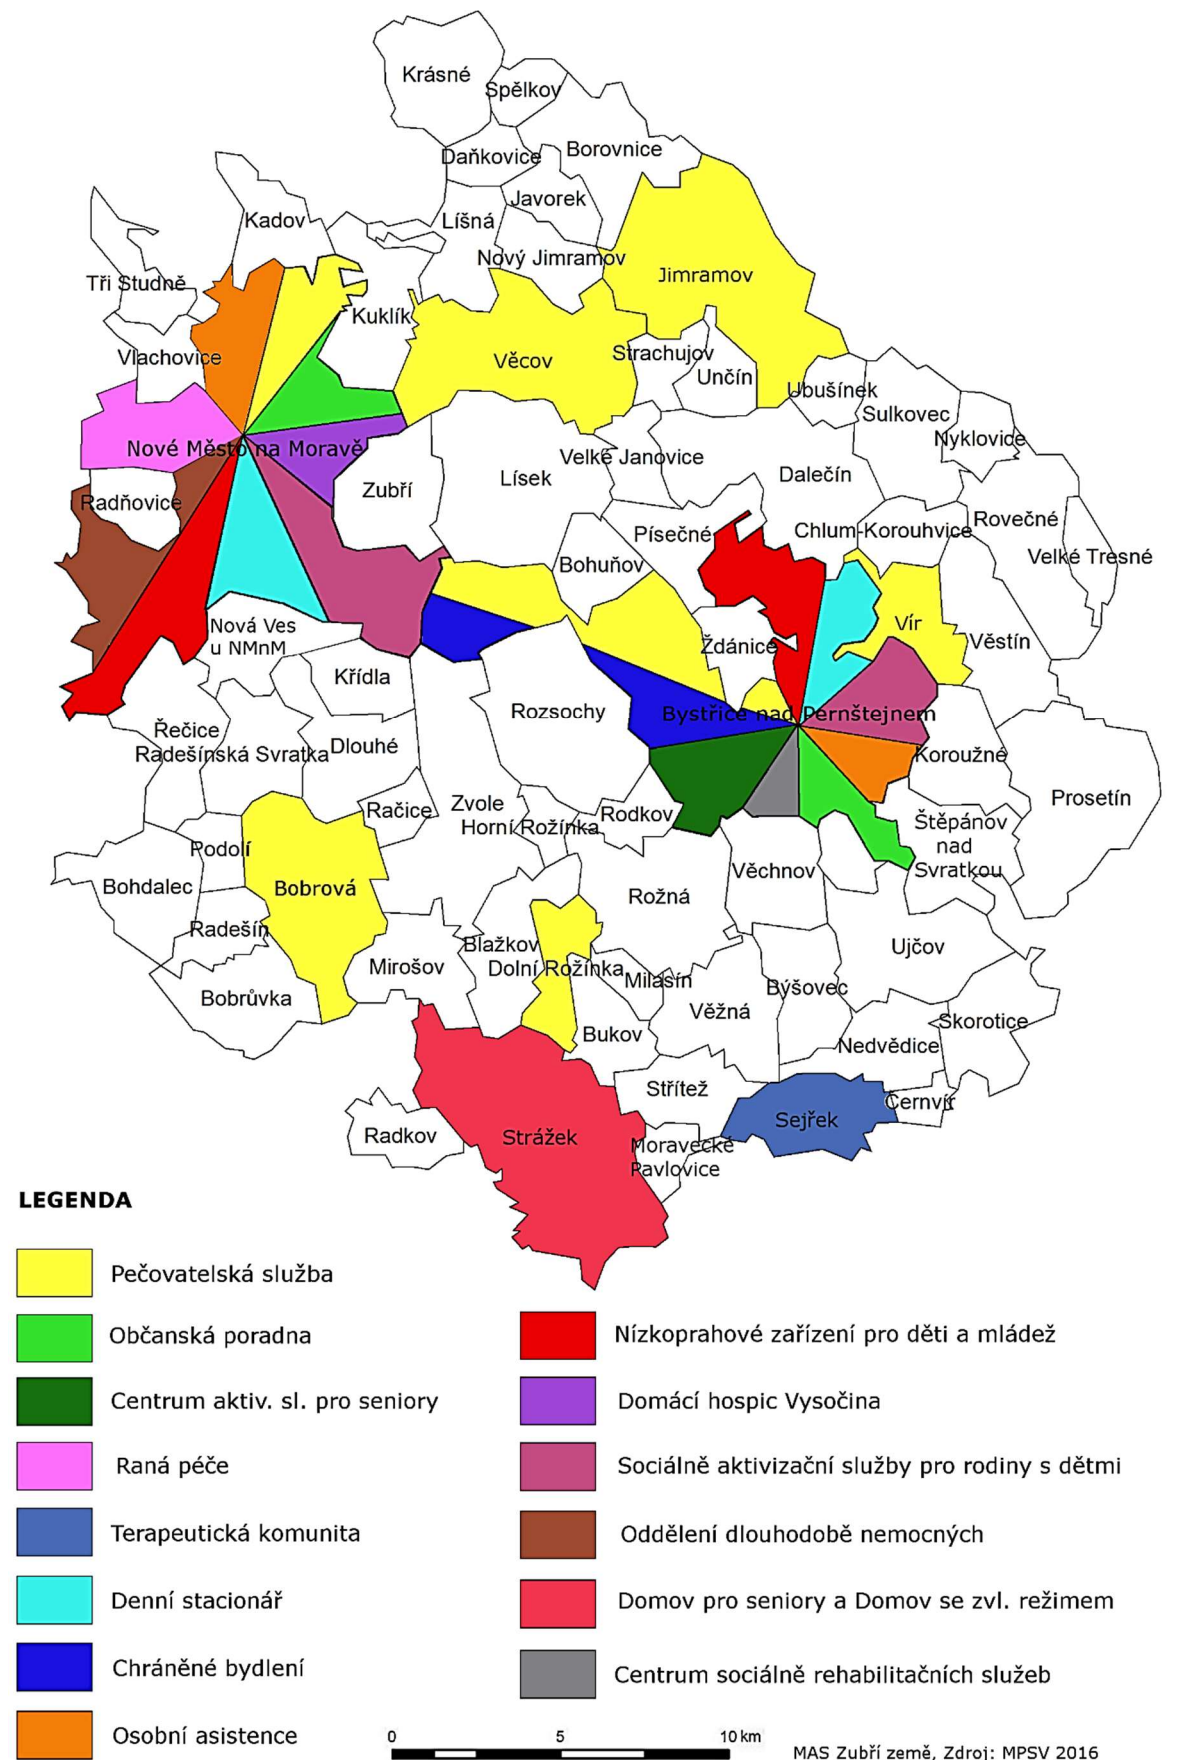 Krásné
Spělkov
Daňkovice
Borovnice
Javorek
Kadov
Líšná
Nový Jimramov
Jimramov
Tři Studně
Kuklík
Vlachovice
Věcov
Strachujov
Unčín
Ubušínek
Sulkovec
Nyklovice
Nové Město na Moravě
Velké Janovice
Dalečín
Lísek
Zubří
Radňovice
Písečné
Chlum-Korouhvice
Rovečné
Velké Tresné
Bohuňov
Vír
Věstín
Ždánice
Nová Ves
u NMnM
Křídla
Rozsochy
Bystřice nad Pernštejnem
Řečice
Radešínská Svratka
Dlouhé
Koroužné
Prosetín
Račice
Zvole
Horní Rožínka
Rodkov
Štěpánov
nad
Svratkou
Podolí
Bohdalec
Bobrová
Věchnov
Rožná
Radešín
Blažkov
Ujčov
Mirošov
Dolní Rožínka
Milasín
Býšovec
Bobrůvka
Věžná
Skorotice
Bukov
Nedvědice
Střítež
Černvír
Sejřek
Radkov
Strážek
Moravecké
Pavlovice
LEGENDA
Pečovatelská služba
Občanská poradna
Centrum aktiv. sl. pro seniory
Raná péče
Terapeutická komunita
Denní stacionář
Chráněné bydlení
Osobní asistence
Nízkoprahové zařízení pro děti a mládež
Domácí hospic Vysočina
Sociálně aktivizační služby pro rodiny s dětmi
Oddělení dlouhodobě nemocných
Domov pro seniory a Domov se zvl. režimem
Centrum sociálně rehabilitačních služeb
0 5 10 km
MAS Zubří země, Zdroj: MPSV 2016